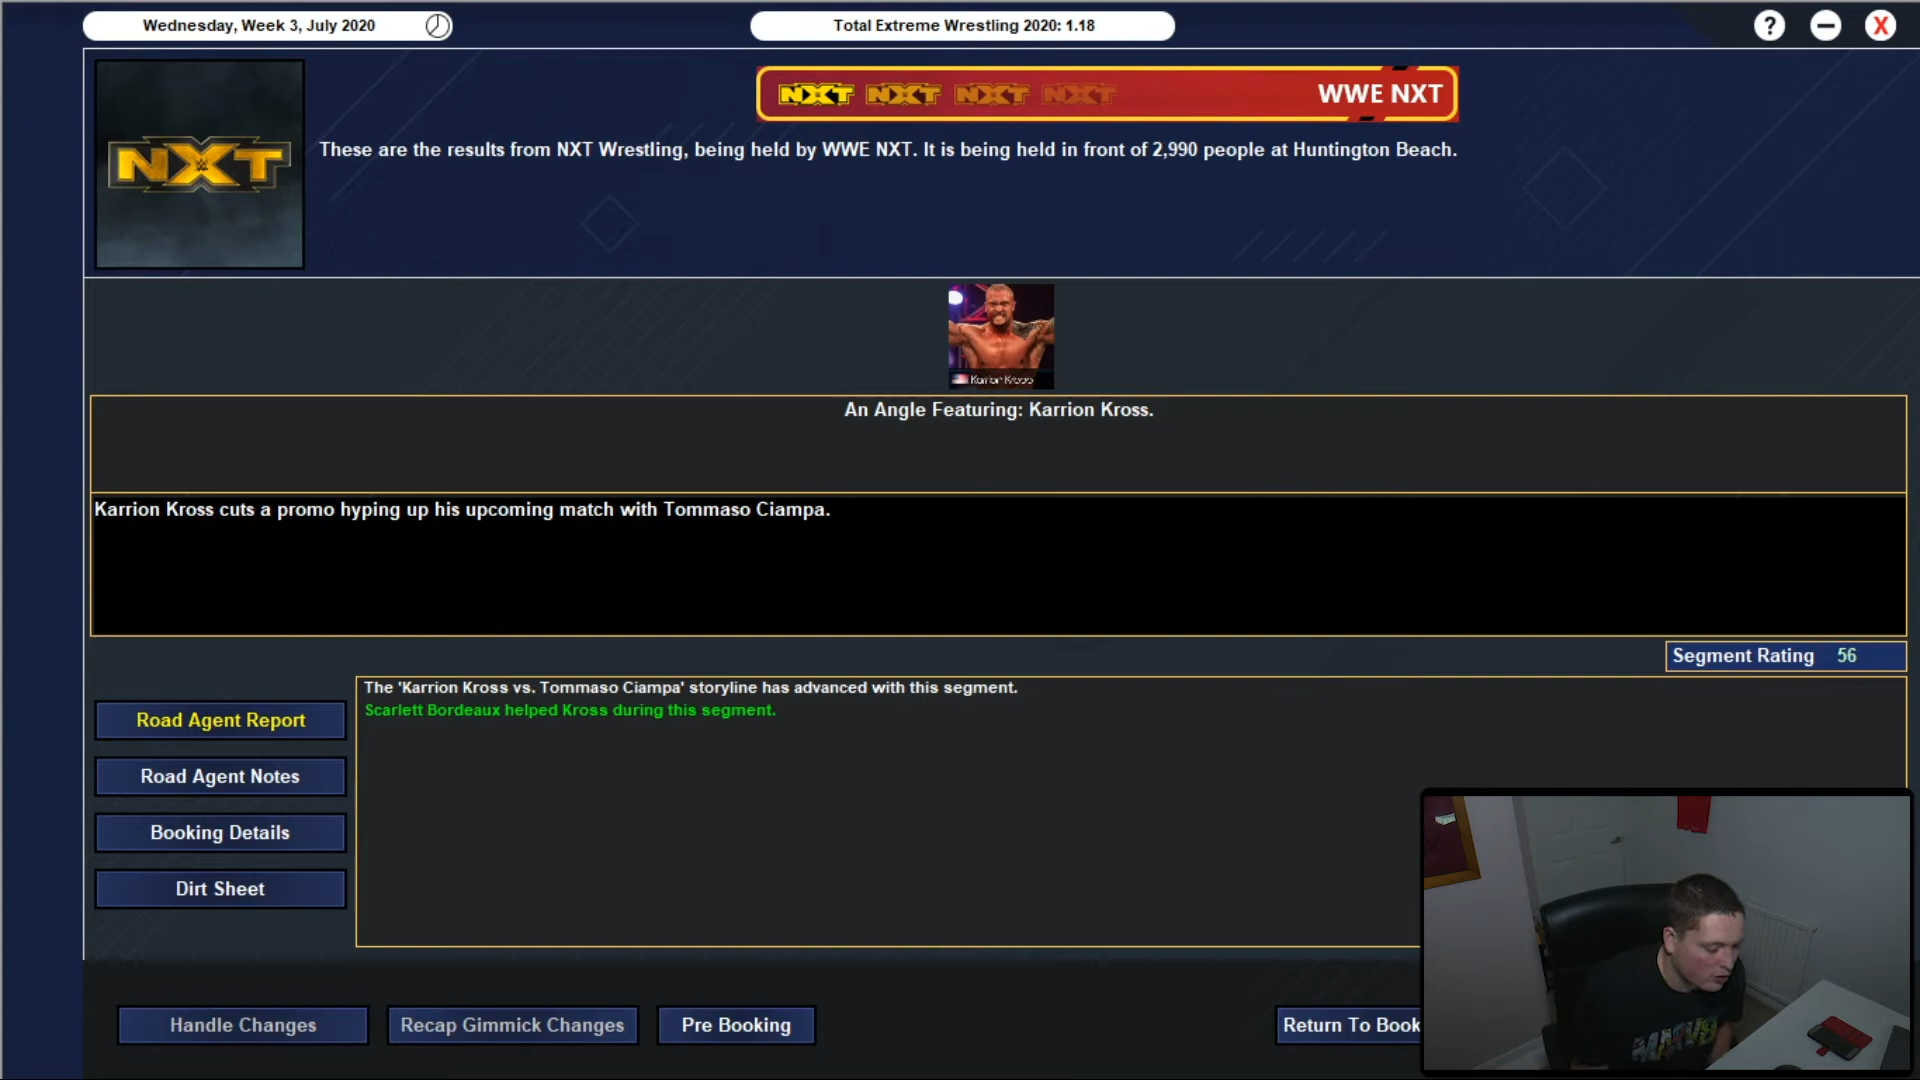 Wednesday, Week 3, July 2020
Total Extreme Wrestling 2020: 1.18
?
X
NXT
NXT NXT NXT NXT
WWE NXT
These are the results from NXT Wrestling, being held by WWE NXT. It is being held in front of 2,990 people at Huntington Beach.
Karrion Kross
An Angle Featuring: Karrion Kross.
Karrion Kross cuts a promo hyping up his upcoming match with Tommaso Ciampa.
Segment Rating 56
The 'Karrion Kross vs. Tommaso Ciampa' storyline has advanced with this segment.
Scarlett Bordeaux helped Kross during this segment.
Road Agent Report
Road Agent Notes
Booking Details
Dirt Sheet
Handle Changes
Recap Gimmick Changes
Pre Booking
Return To Book